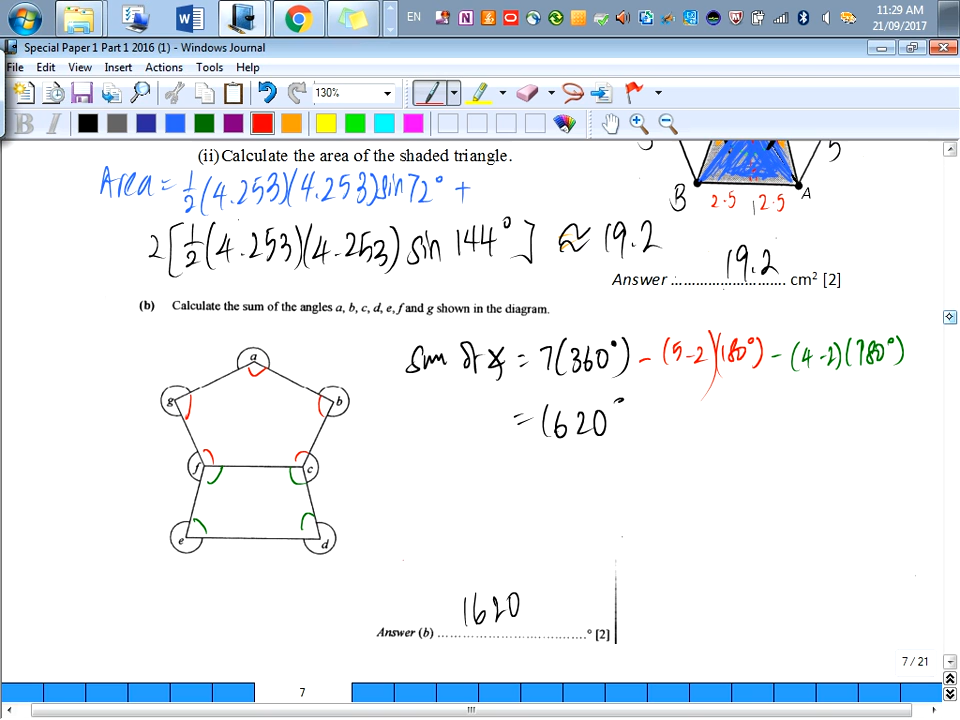 EN
11:29 AM
21/09/2017
Special Paper 1 Part 1 2016 (1) - Windows Journal
File Edit View Insert Actions Tools Help
130%
B I
(ii) Calculate the area of the shaded triangle.
5
B 2.5 2.5 A
Area = 1/2 (4.253)(4.253) sin 72° +
2 [1/2 (4.253)(4.253) sin 144°] ≈ 19.2
Answer 19.2 cm² [2]
(b) Calculate the sum of the angles a, b, c, d, e, f and g shown in the diagram.
a
g b
f c
e d
Sum of ∡ = 7(360°) - (5-2)(180°) - (4-2)(180°)
= 1620°
1620
Answer (b) ° [2]
7 / 21
7